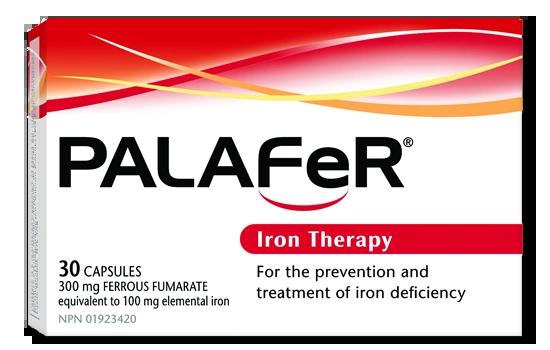 PALAFeR®
Iron Therapy
30 CAPSULES
300 mg FERROUS FUMARATE
equivalent to 100 mg elemental iron
NPN 01923420
For the prevention and
treatment of iron deficiency